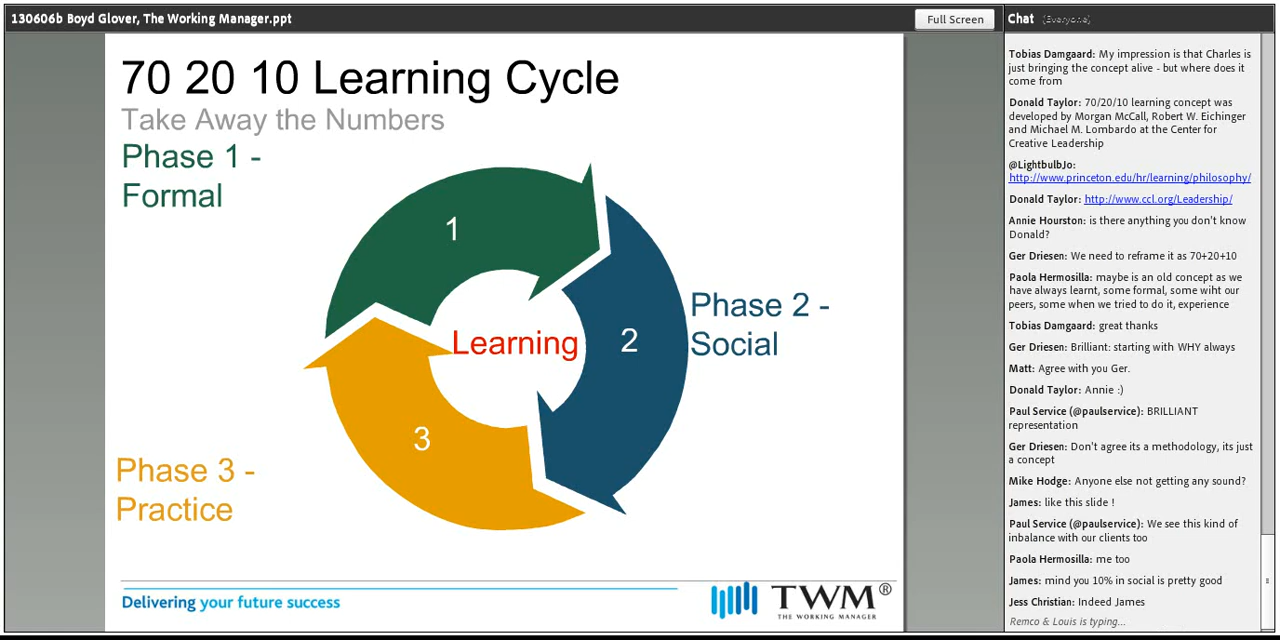 130606b Boyd Glover, The Working Manager.ppt
Full Screen
70 20 10 Learning Cycle
Take Away the Numbers
Phase 1 -
Formal
1
2
3
Learning
Phase 2 -
Social
Phase 3 -
Practice
Delivering your future success
TWM®
THE WORKING MANAGER
Chat (Everyone)
Tobias Damgaard: My impression is that Charles is
just bringing the concept alive - but where does it
come from
Donald Taylor: 70/20/10 learning concept was
developed by Morgan McCall, Robert W. Eichinger
and Michael M. Lombardo at the Center for
Creative Leadership
@LightbulbJo:
http://www.princeton.edu/hr/learning/philosophy/
Donald Taylor: http://www.ccl.org/Leadership/
Annie Hourston: is there anything you don't know
Donald?
Ger Driesen: We need to reframe it as 70+20+10
Paola Hermosilla: maybe is an old concept as we
have always learnt, some formal, some wiht our
peers, some when we tried to do it, experience
Tobias Damgaard: great thanks
Ger Driesen: Brilliant: starting with WHY always
Matt: Agree with you Ger.
Donald Taylor: Annie :)
Paul Service (@paulservice): BRILLIANT
representation
Ger Driesen: Don't agree its a methodology, its just
a concept
Mike Hodge: Anyone else not getting any sound?
James: like this slide !
Paul Service (@paulservice): We see this kind of
inbalance with our clients too
Paola Hermosilla: me too
James: mind you 10% in social is pretty good
Jess Christian: Indeed James
Remco & Louis is typing...